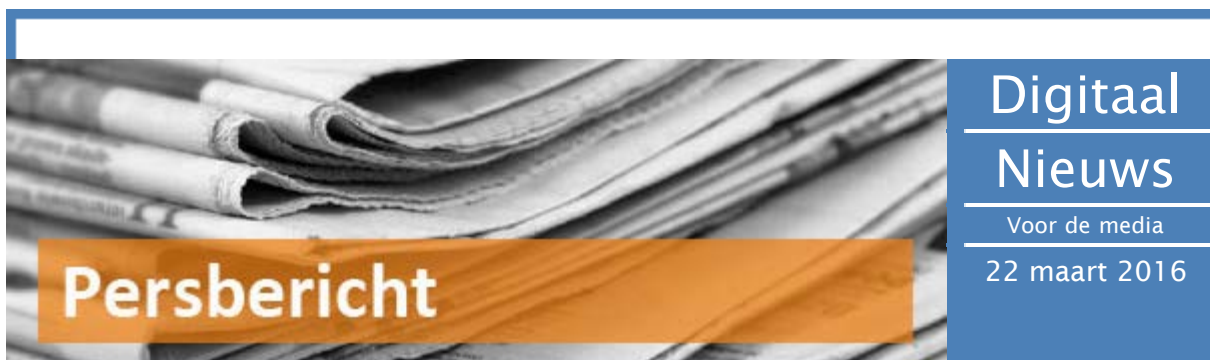 Persbericht
Digitaal
Nieuws
Voor de media
22 maart 2016